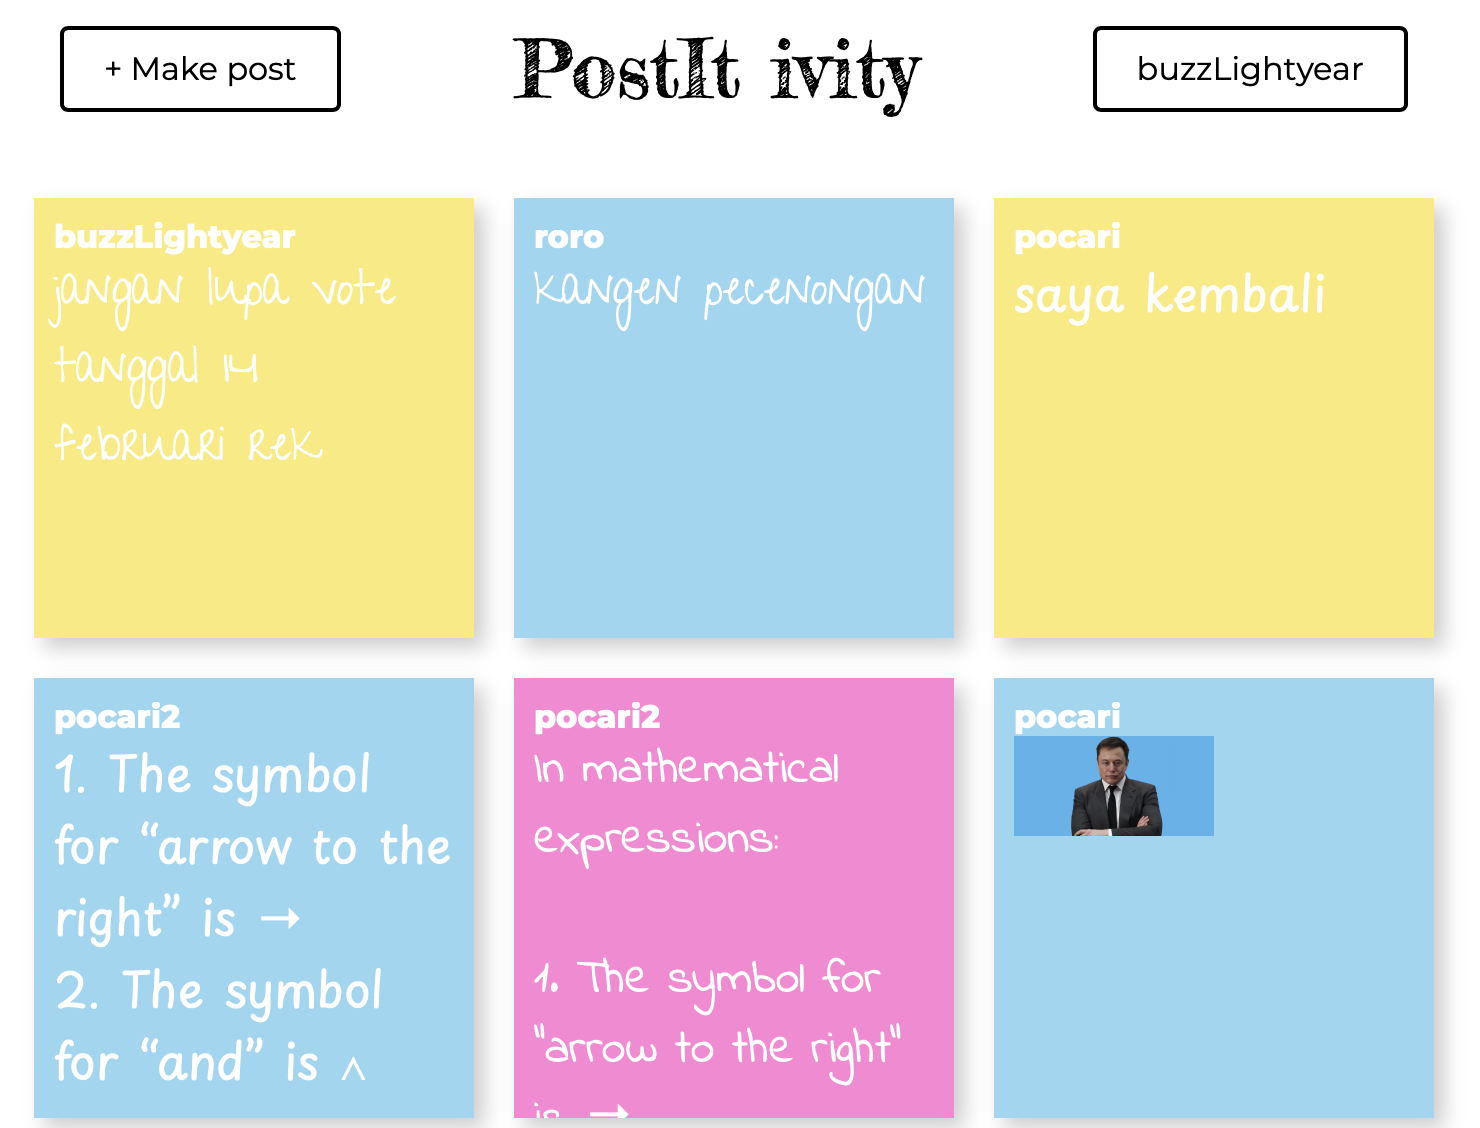 + Make post
PostIt ivity
buzzLightyear
buzzLightyear
jangan lupa vote
tanggal 14
februari rek
roro
Kangen pecenongan
pocari
saya kembali
pocari2
1. The symbol
for “arrow to the
right” is →
2. The symbol
for “and” is ∧
pocari2
In mathematical
expressions:
1. The symbol for
"arrow to the right"
is →
pocari